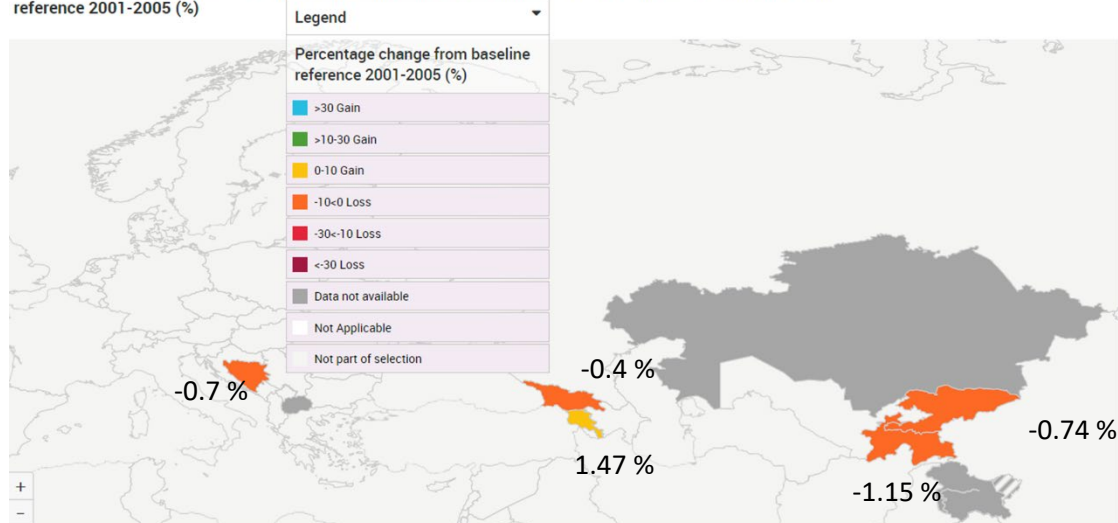 reference 2001-2005 (%)
Legend
Percentage change from baseline
reference 2001-2005 (%)
>30 Gain
>10-30 Gain
0-10 Gain
-10<0 Loss
-30<-10 Loss
<-30 Loss
Data not available
Not Applicable
Not part of selection
-0.4 %
-0.7 %
-0.74 %
1.47 %
-1.15 %
+
−